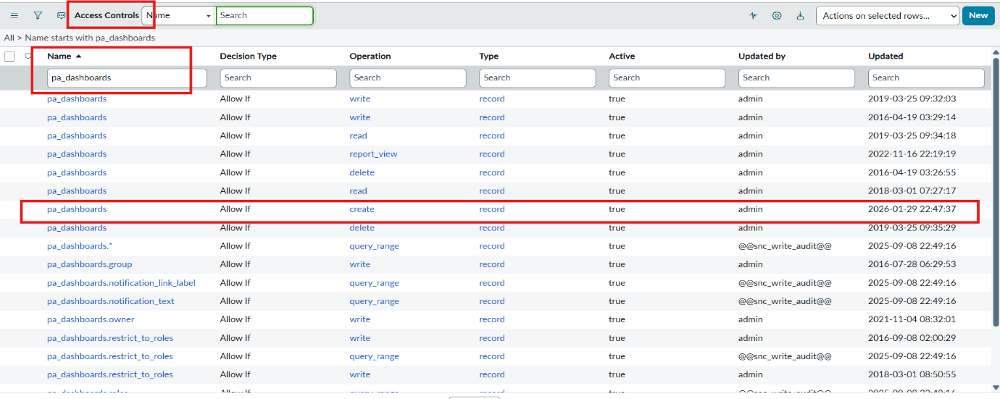 Access Controls Name Search Actions on selected rows... New
All > Name starts with pa_dashboards
Name Decision Type Operation Type Active Updated by Updated
pa_dashboards Search Search Search Search Search Search
pa_dashboards Allow If write record true admin 2019-03-25 09:32:03
pa_dashboards Allow If write record true admin 2016-04-19 03:29:14
pa_dashboards Allow If read record true admin 2019-03-25 09:34:18
pa_dashboards Allow If report_view record true admin 2022-11-16 22:19:19
pa_dashboards Allow If delete record true admin 2016-04-19 03:26:55
pa_dashboards Allow If read record true admin 2018-03-01 07:27:17
pa_dashboards Allow If create record true admin 2026-01-29 22:47:37
pa_dashboards Allow If delete record true admin 2019-03-25 09:35:29
pa_dashboards.* Allow If query_range record true @@snc_write_audit@@ 2025-09-08 22:49:16
pa_dashboards.group Allow If write record true admin 2016-07-28 06:29:53
pa_dashboards.notification_link_label Allow If query_range record true @@snc_write_audit@@ 2025-09-08 22:49:16
pa_dashboards.notification_text Allow If query_range record true @@snc_write_audit@@ 2025-09-08 22:49:16
pa_dashboards.owner Allow If write record true admin 2021-11-04 08:32:01
pa_dashboards.restrict_to_roles Allow If write record true admin 2016-09-08 02:00:29
pa_dashboards.restrict_to_roles Allow If query_range record true @@snc_write_audit@@ 2025-09-08 22:49:16
pa_dashboards.restrict_to_roles Allow If write record true admin 2018-03-01 08:50:55